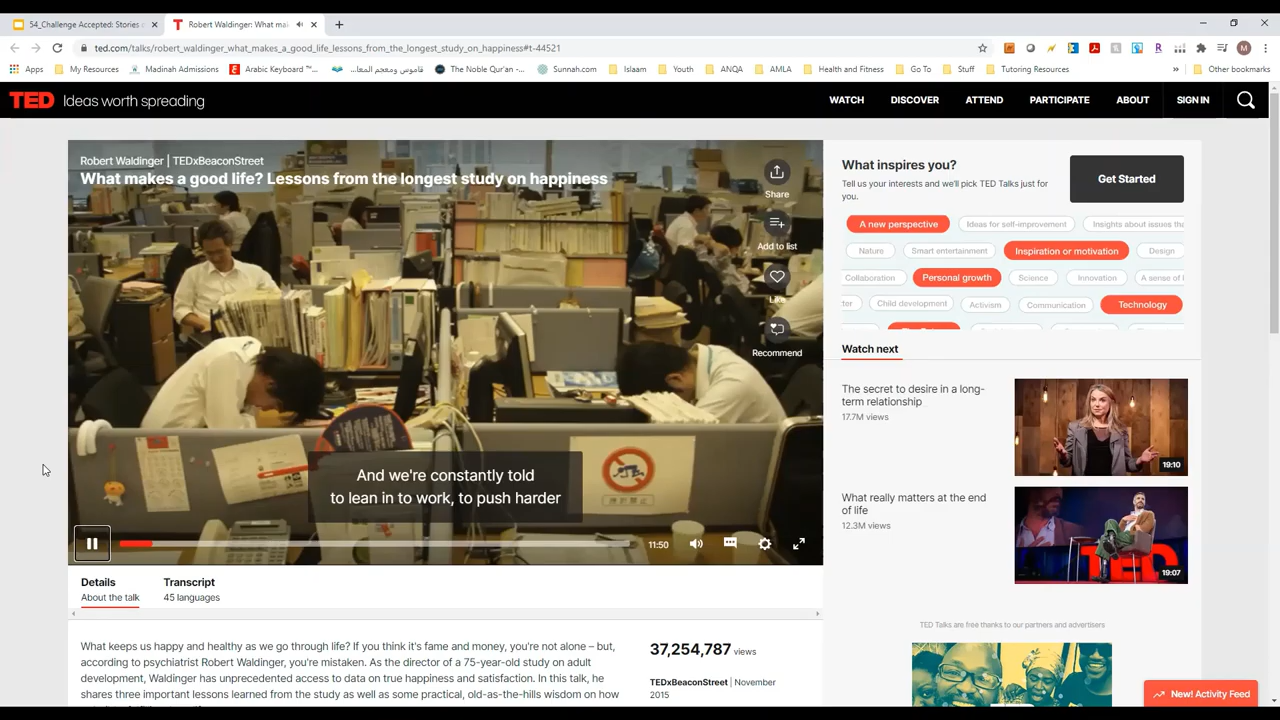 54_Challenge Accepted: Stories
Robert Waldinger: What ma
ted.com/talks/robert_waldinger_what_makes_a_good_life_lessons_from_the_longest_study_on_happiness#t-44521
Apps
My Resources
Madinah Admissions
Arabic Keyboard ™...
قاموس ومعجم المعا...
The Noble Qur'an -...
Sunnah.com
Islaam
Youth
ANQA
AMLA
Health and Fitness
Go To
Stuff
Tutoring Resources
»
Other bookmarks
TED Ideas worth spreading
WATCH
DISCOVER
ATTEND
PARTICIPATE
ABOUT
SIGN IN
Robert Waldinger | TEDxBeaconStreet
What makes a good life? Lessons from the longest study on happiness
Share
Add to list
Like
Recommend
And we're constantly told
to lean in to work, to push harder
11:50
What inspires you?
Tell us your interests and we'll pick TED Talks just for
you.
Get Started
A new perspective
Ideas for self-improvement
Insights about issues tha
Nature
Smart entertainment
Inspiration or motivation
Design
Collaboration
Personal growth
Science
Innovation
A sense of
ter
Child development
Activism
Communication
Technology
Watch next
The secret to desire in a long-
term relationship
17.7M views
19:10
What really matters at the end
of life
12.3M views
TED
19:07
Details
About the talk
Transcript
45 languages
What keeps us happy and healthy as we go through life? If you think it's fame and money, you're not alone – but,
according to psychiatrist Robert Waldinger, you're mistaken. As the director of a 75-year-old study on adult
development, Waldinger has unprecedented access to data on true happiness and satisfaction. In this talk, he
shares three important lessons learned from the study as well as some practical, old-as-the-hills wisdom on how
37,254,787 views
TEDxBeaconStreet | November
2015
TED Talks are free thanks to our partners and advertisers
New! Activity Feed